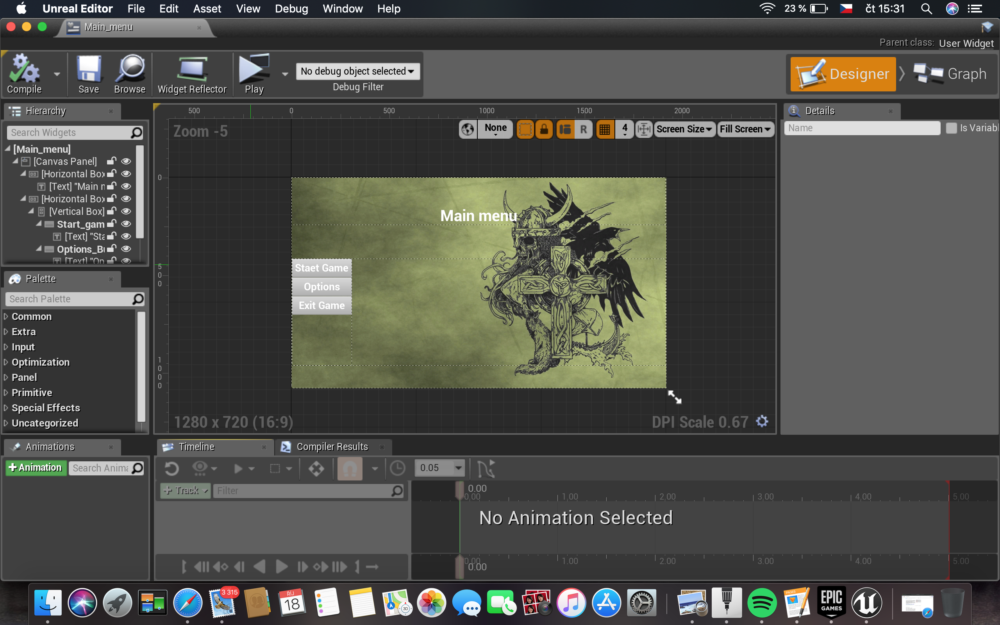 Unreal Editor File Edit Asset View Debug Window Help 23 % čt 15:31
Main_menu
Parent class: User Widget
Compile Save Browse Widget Reflector Play No debug object selected Debug Filter Designer Graph
Hierarchy
Search Widgets
[Main_menu]
[Canvas Panel]
[Horizontal Box
[Text] "Main m
[Horizontal Box
[Vertical Box]
Start_gam
[Text] "Sta
Options_Bu
[Text] "Op
Palette
Search Palette
Common
Extra
Input
Optimization
Panel
Primitive
Special Effects
Uncategorized
500 0 500 1000 1500 2000
Zoom -5
None R 4 Screen Size Fill Screen
0
500
1000
Main menu
Staet Game
Options
Exit Game
1280 x 720 (16:9)
DPI Scale 0.67
Details
Name Is Variabl
Animations
+ Animation Search Anima
Timeline Compiler Results
0.05
+ Track Filter
0.00
0.00 1.00 2.00 3.00 4.00 5.00
No Animation Selected
0.00 1.00 2.00 3.00 4.00 5.00
0.00
3 315
ŘÍJ
18
3D
PAGES
EPIC
GAMES